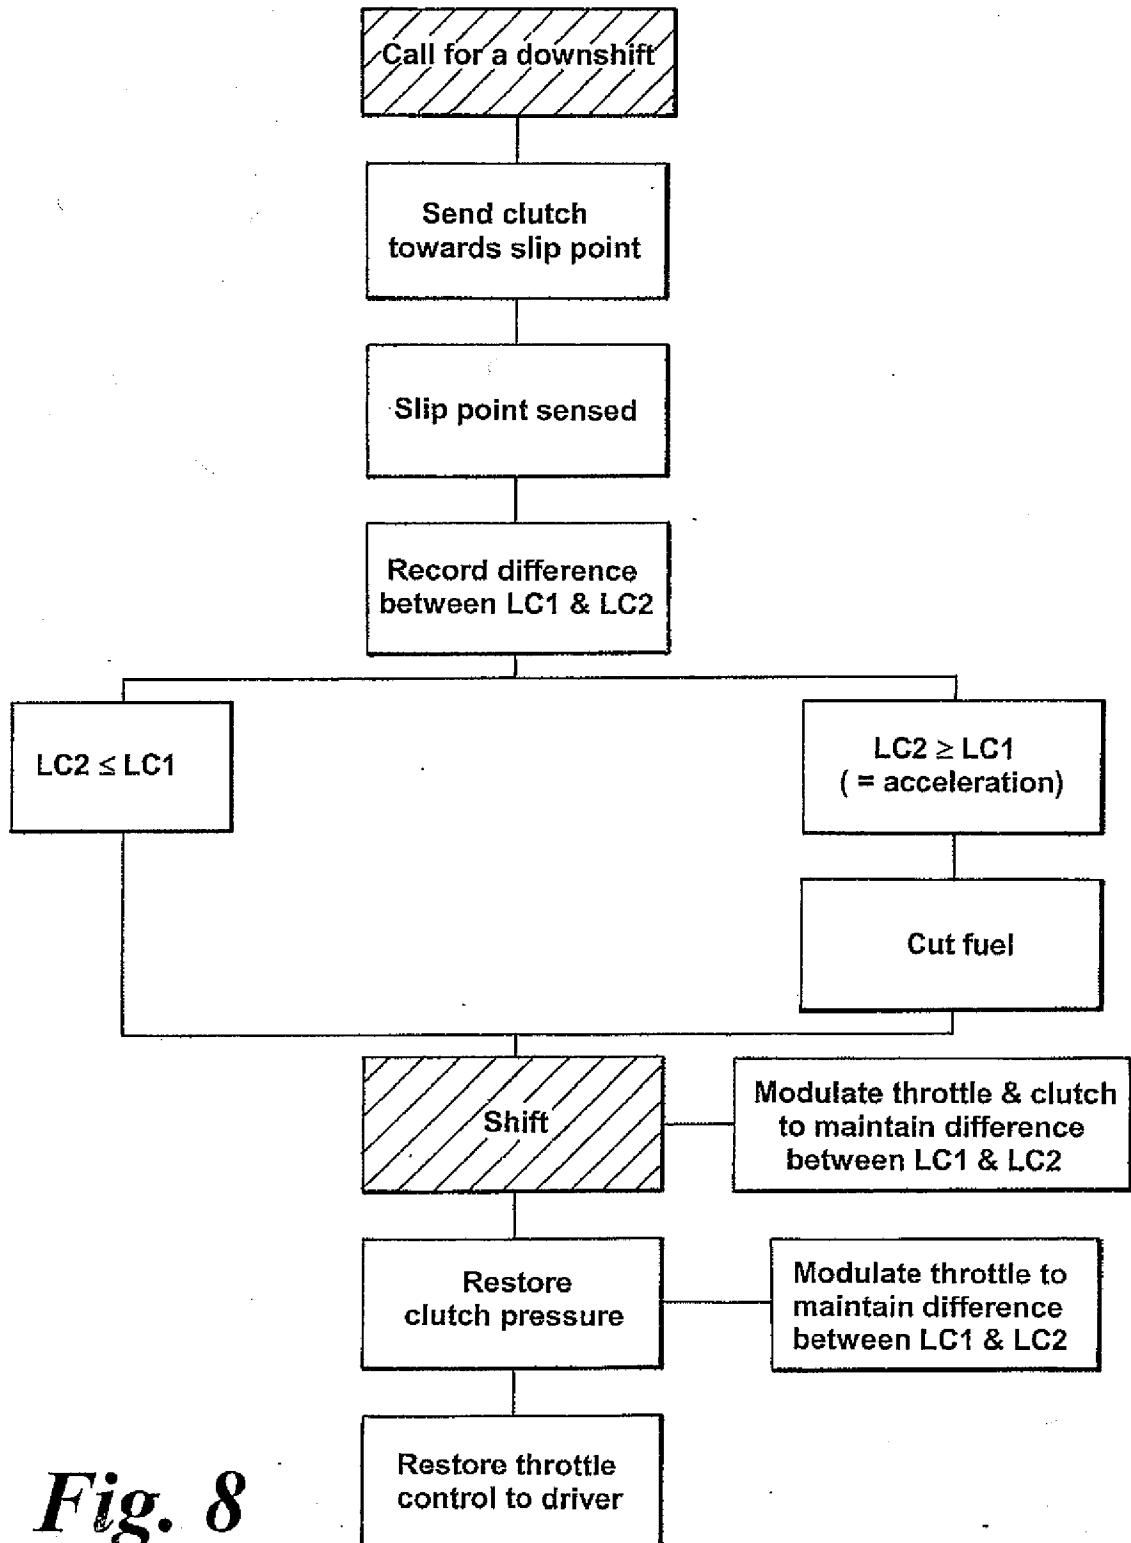 Call for a downshift
Send clutch
towards slip point
Slip point sensed
Record difference
between LC1 & LC2
LC2 ≤ LC1
LC2 ≥ LC1
( = acceleration)
Cut fuel
Shift
Modulate throttle & clutch
to maintain difference
between LC1 & LC2
Restore
clutch pressure
Modulate throttle to
maintain difference
between LC1 & LC2
Restore throttle
control to driver
Fig. 8